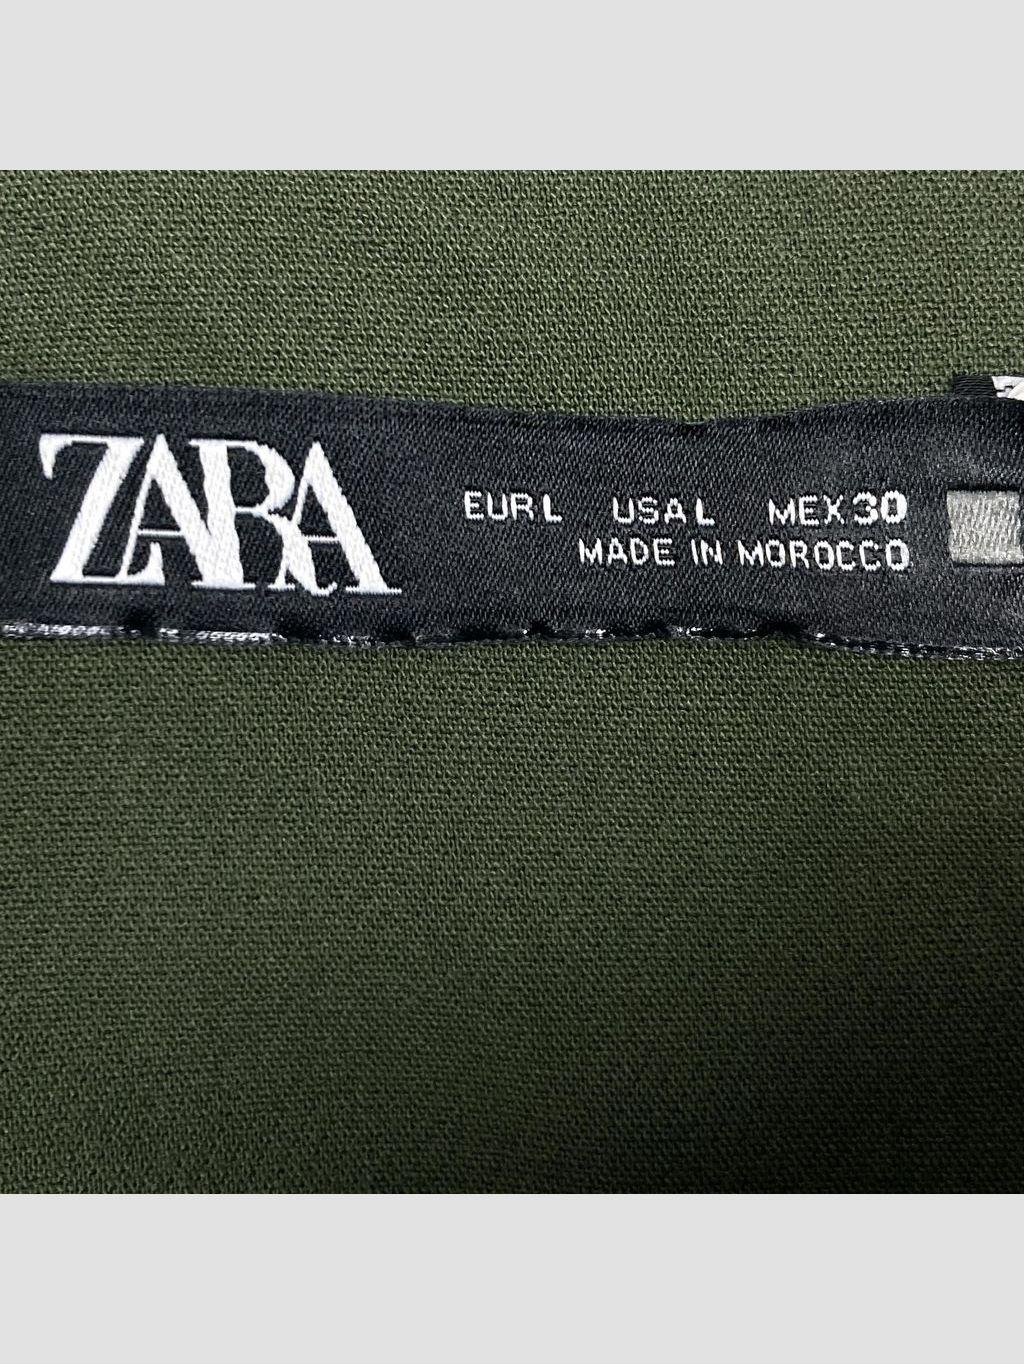 ZARA
EUR L USA L MEX 30
MADE IN MOROCCO